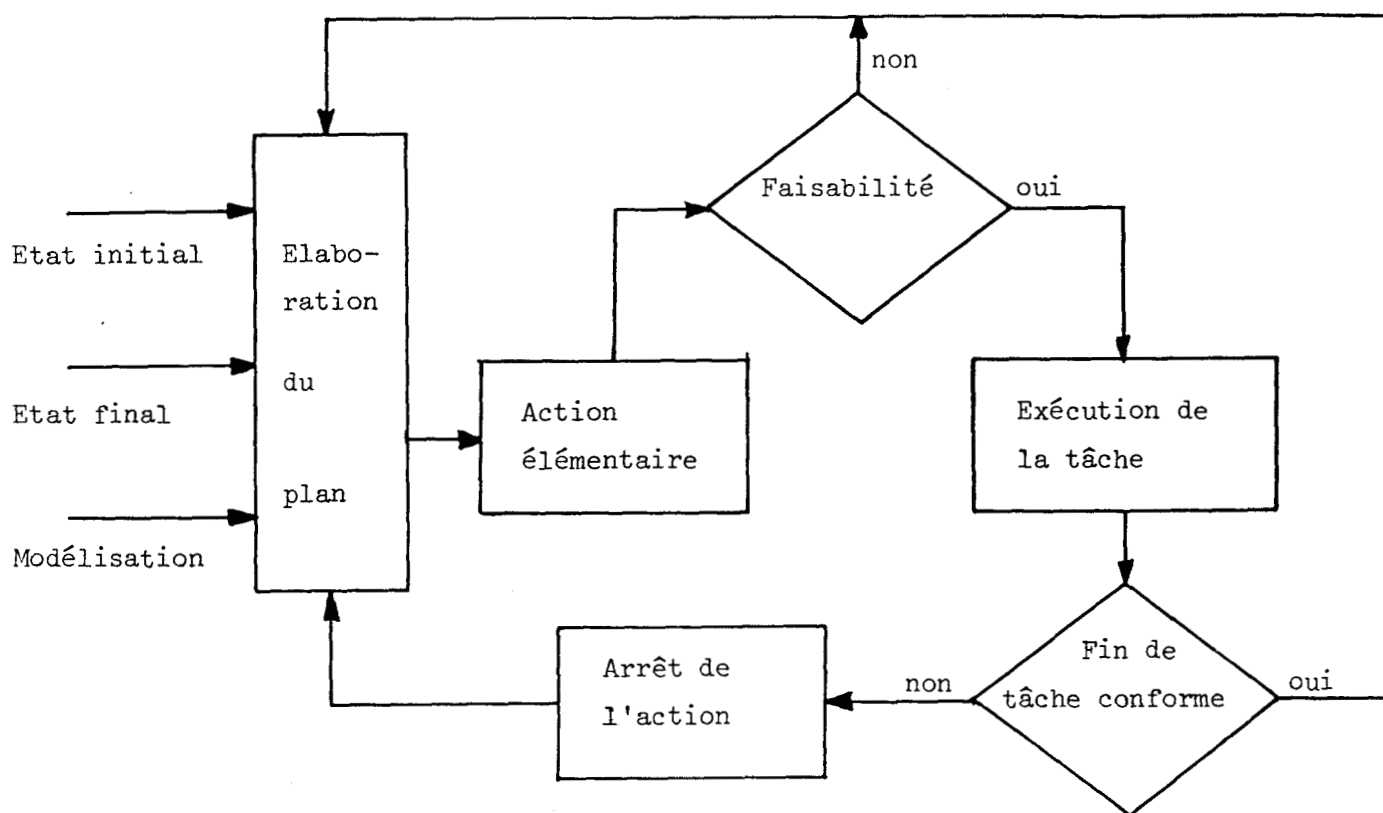 non
Faisabilité
oui
Etat initial
Etat final
Modélisation
Elabo-
ration
du
plan
Action
élémentaire
Exécution de
la tâche
Fin de
tâche conforme
oui
non
Arrêt de
l'action